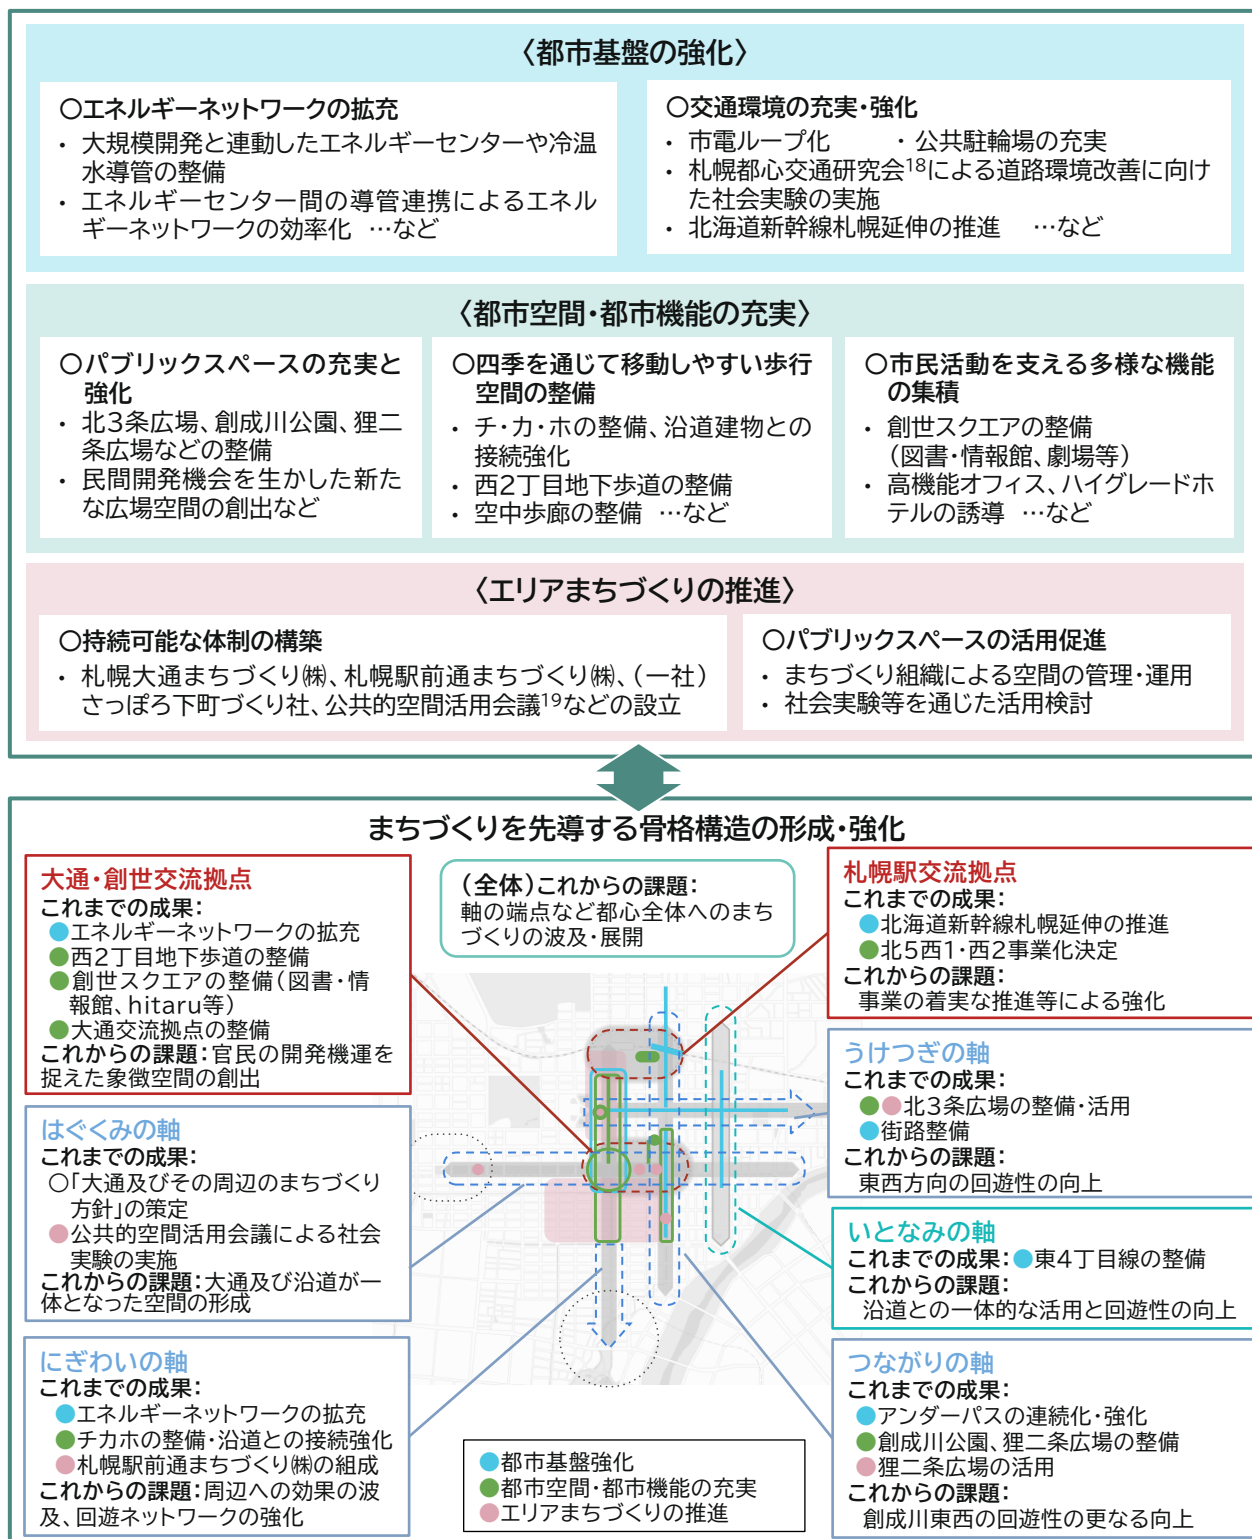 〈都市基盤の強化〉
〇エネルギーネットワークの拡充
・ 大規模開発と連動したエネルギーセンターや冷温
水導管の整備
・ エネルギーセンター間の導管連携によるエネル
ギーネットワークの効率化 …など
〇交通環境の充実・強化
・ 市電ループ化 ・ 公共駐輪場の充実
・ 札幌都心交通研究会18による道路環境改善に向け
た社会実験の実施
・ 北海道新幹線札幌延伸の推進 …など
〈都市空間・都市機能の充実〉
〇パブリックスペースの充実と
強化
・ 北3条広場、創成川公園、狸二
条広場などの整備
・ 民間開発機会を生かした新た
な広場空間の創出など
〇四季を通じて移動しやすい歩行
空間の整備
・ チ・カ・ホの整備、沿道建物との
接続強化
・ 西2丁目地下歩道の整備
・ 空中歩廊の整備 …など
〇市民活動を支える多様な機能
の集積
・ 創世スクエアの整備
(図書・情報館、劇場等)
・ 高機能オフィス、ハイグレードホ
テルの誘導 …など
〈エリアまちづくりの推進〉
〇持続可能な体制の構築
・ 札幌大通まちづくり㈱、札幌駅前通まちづくり㈱、(一社)
さっぽろ下町づくり社、公共的空間活用会議19などの設立
〇パブリックスペースの活用促進
・ まちづくり組織による空間の管理・運用
・ 社会実験等を通じた活用検討
まちづくりを先導する骨格構造の形成・強化
大通・創世交流拠点
これまでの成果:
●エネルギーネットワークの拡充
●西2丁目地下歩道の整備
●創世スクエアの整備(図書・情
報館、hitaru等)
●大通交流拠点の整備
これからの課題:官民の開発機運を
捉えた象徴空間の創出
(全体)これからの課題:
軸の端点など都心全体へのまち
づくりの波及・展開
札幌駅交流拠点
これまでの成果:
●北海道新幹線札幌延伸の推進
●北5西1・西2事業化決定
これからの課題:
事業の着実な推進等による強化
はぐくみの軸
これまでの成果:
〇「大通及びその周辺のまちづくり
方針」の策定
●公共的空間活用会議による社会
実験の実施
これからの課題:大通及び沿道が一
体となった空間の形成
うけつぎの軸
これまでの成果:
●●北3条広場の整備・活用
●街路整備
これからの課題:
東西方向の回遊性の向上
いとなみの軸
これまでの成果:●東4丁目線の整備
これからの課題:
沿道との一体的な活用と回遊性の向上
にぎわいの軸
これまでの成果:
●エネルギーネットワークの拡充
●チカホの整備・沿道との接続強化
●札幌駅前通まちづくり㈱の組成
これからの課題:周辺への効果の波
及、回遊ネットワークの強化
●都市基盤強化
●都市空間・都市機能の充実
●エリアまちづくりの推進
つながりの軸
これまでの成果:
●アンダーパスの連続化・強化
●創成川公園、狸二条広場の整備
●狸二条広場の活用
これからの課題:
創成川東西の回遊性の更なる向上